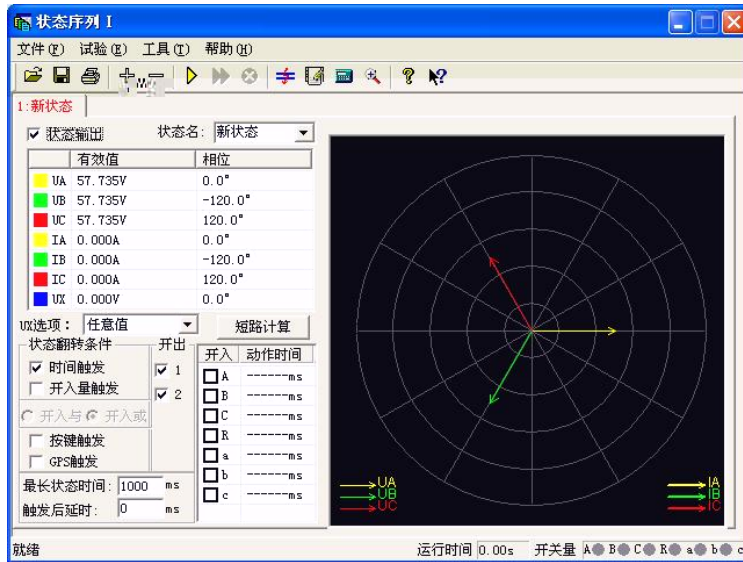 状态序列 I
文件(F) 试验(E) 工具(T) 帮助(H)
1:新状态
状态输出 状态名: 新状态
有效值 相位
UA 57.735V 0.0°
UB 57.735V -120.0°
UC 57.735V 120.0°
IA 0.000A 0.0°
IB 0.000A -120.0°
IC 0.000A 120.0°
UX 0.000V 0.0°
UX选项: 任意值 短路计算
状态翻转条件 开出 开入 动作时间
时间触发 1 A ------ms
开入量触发 2 B ------ms
开入与 开入或 C ------ms
R ------ms
按键触发 a ------ms
GPS触发 b ------ms
最长状态时间: 1000 ms c ------ms
触发后延时: 0 ms
UA IA
UB IB
UC IC
就绪 运行时间 0.00s 开关量 A B C R a b c